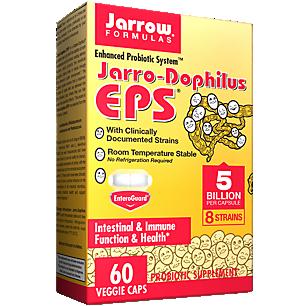 Jarrow
FORMULAS
Enhanced Probiotic System™
Jarro-Dophilus
EPS®
• With Clinically
Documented Strains
• Room Temperature Stable
No Refrigeration Required
EnteroGuard™
5
BILLION
PER CAPSULE
8 STRAINS
Intestinal & Immune
Function & Health*
60
VEGGIE CAPS
PROBIOTIC SUPPLEMENT